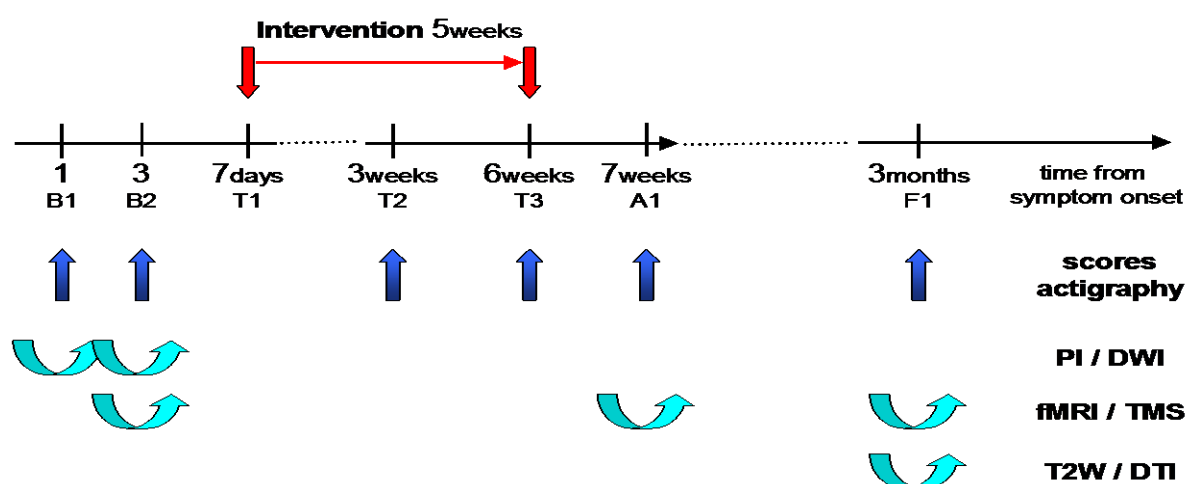 Intervention 5weeks
1 3 7days 3weeks 6weeks 7weeks 3months time from
B1 B2 T1 T2 T3 A1 F1 symptom onset
scores
actigraphy
PI / DWI
fMRI / TMS
T2W / DTI